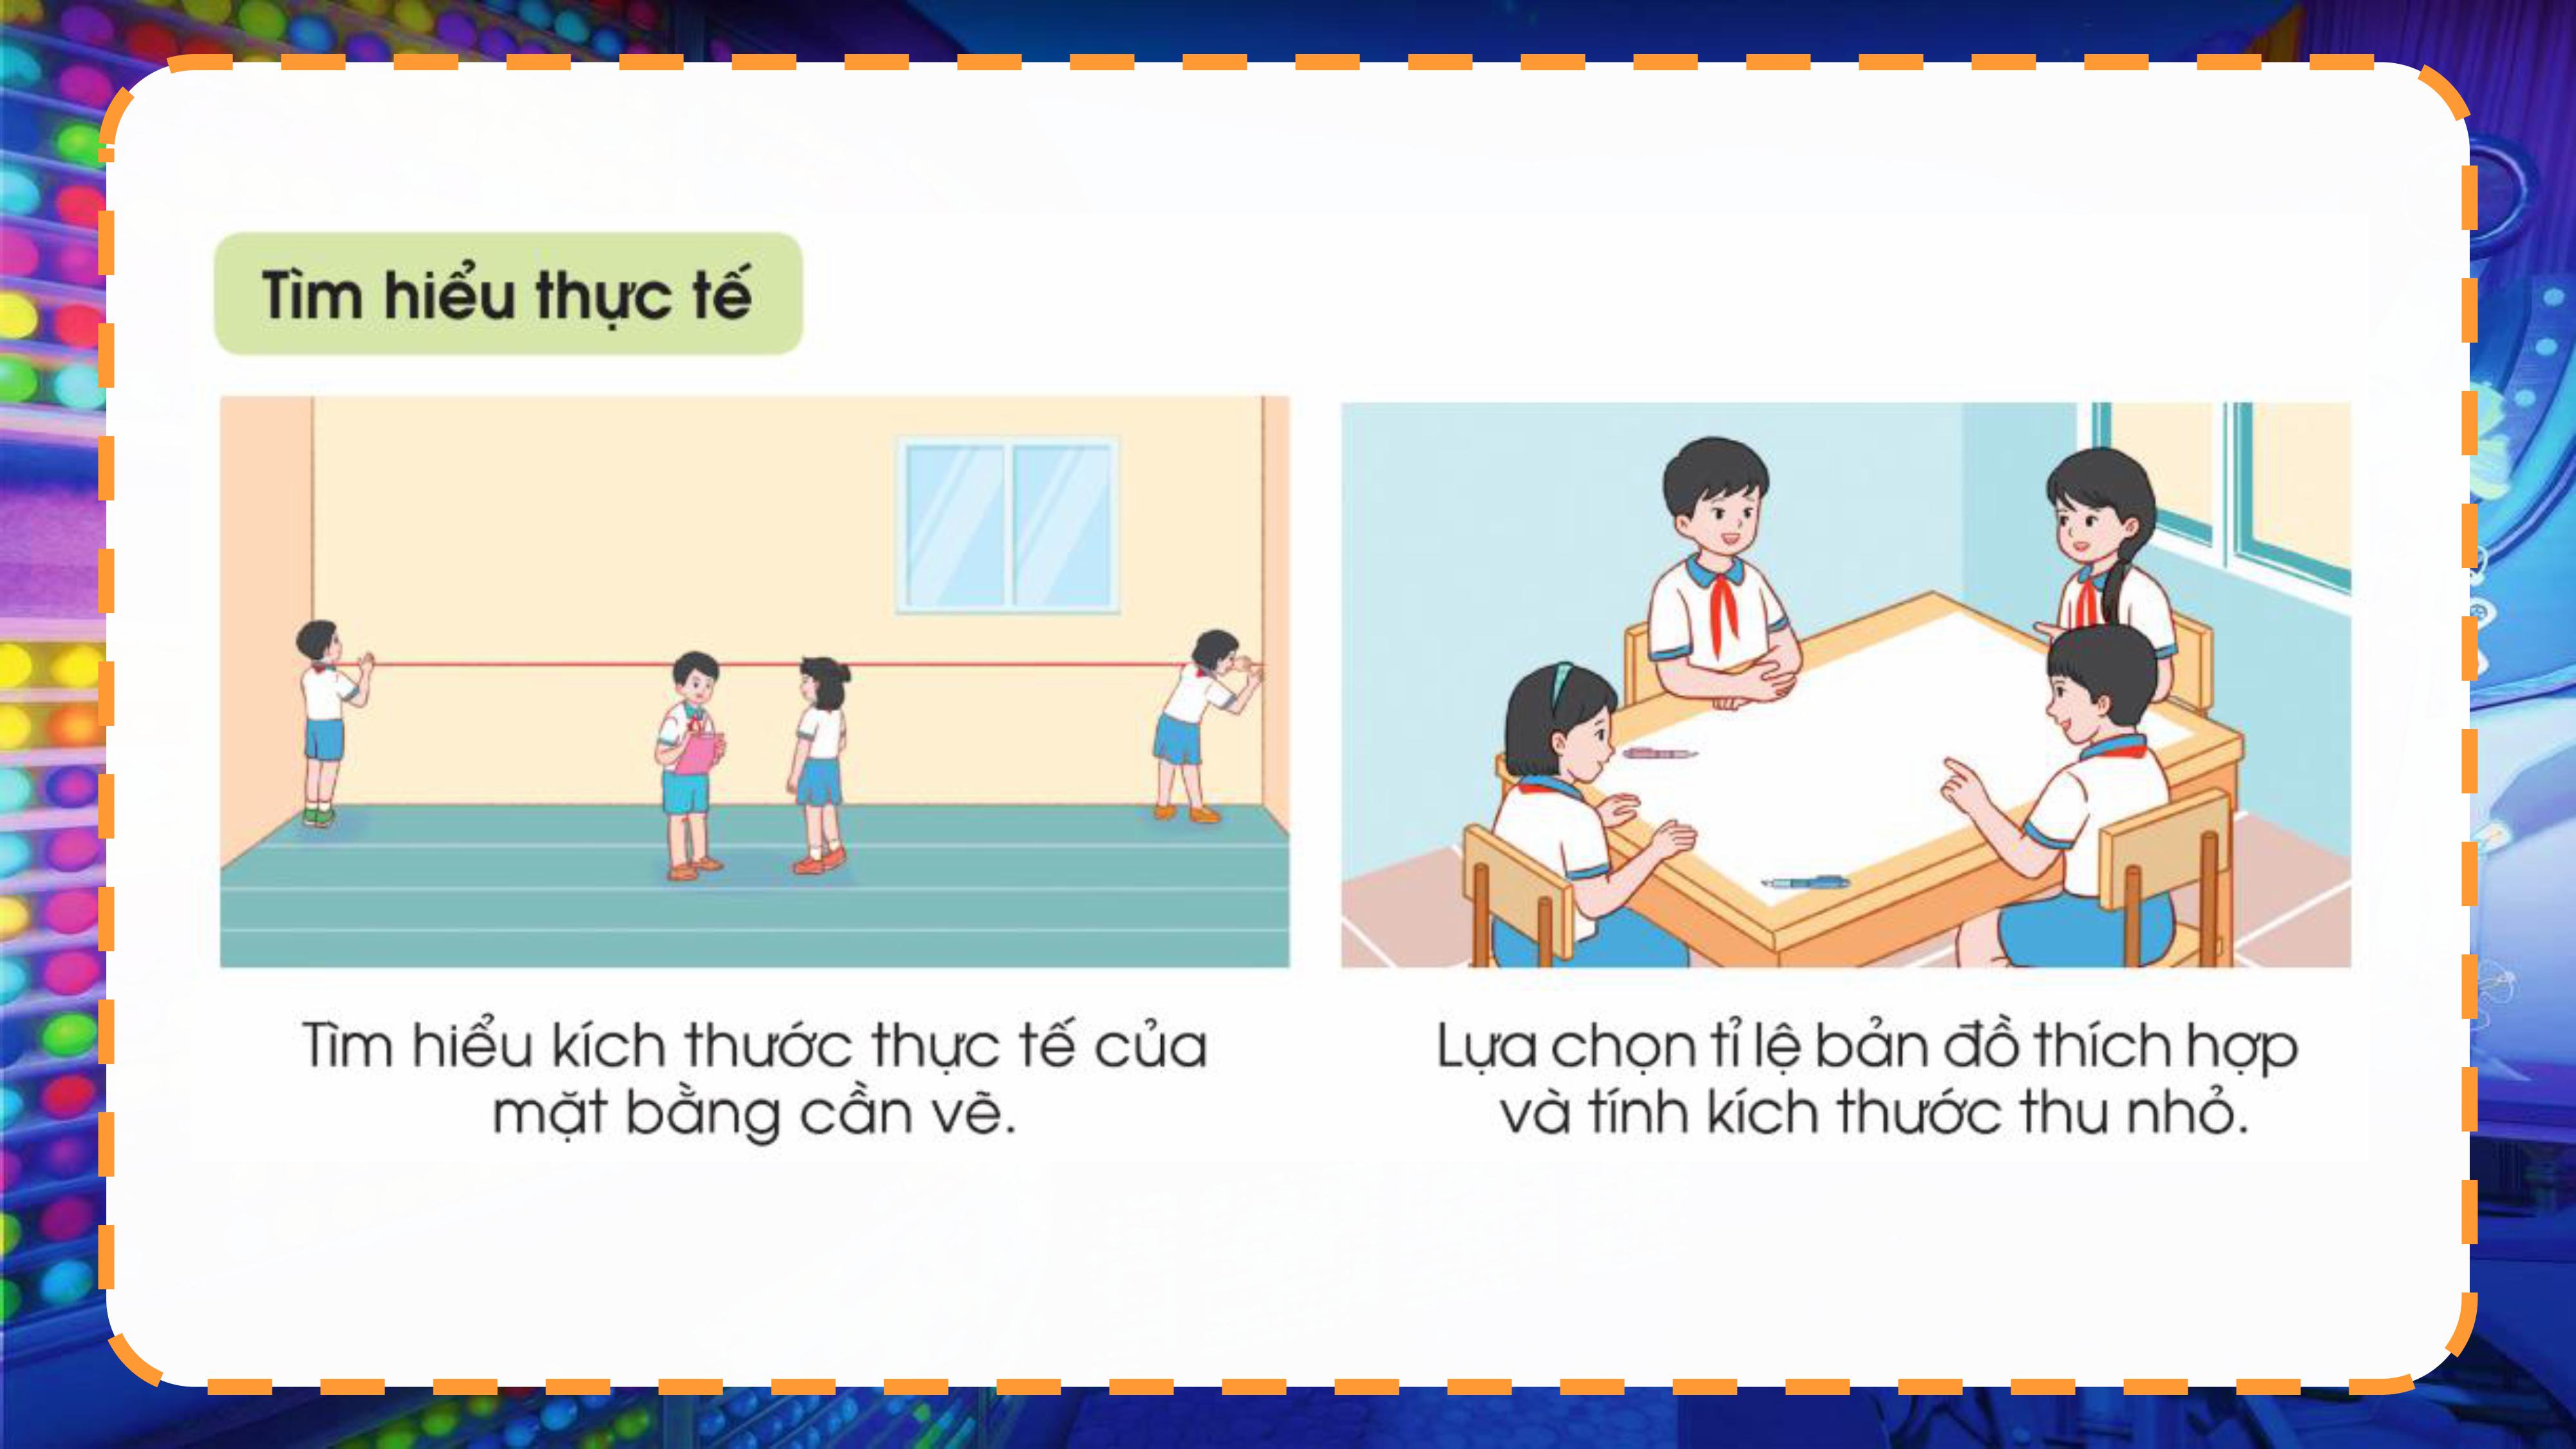 Tìm hiểu thực tế
Tìm hiểu kích thước thực tế của
mặt bằng cần vẽ.
Lựa chọn tỉ lệ bản đồ thích hợp
và tính kích thước thu nhỏ.